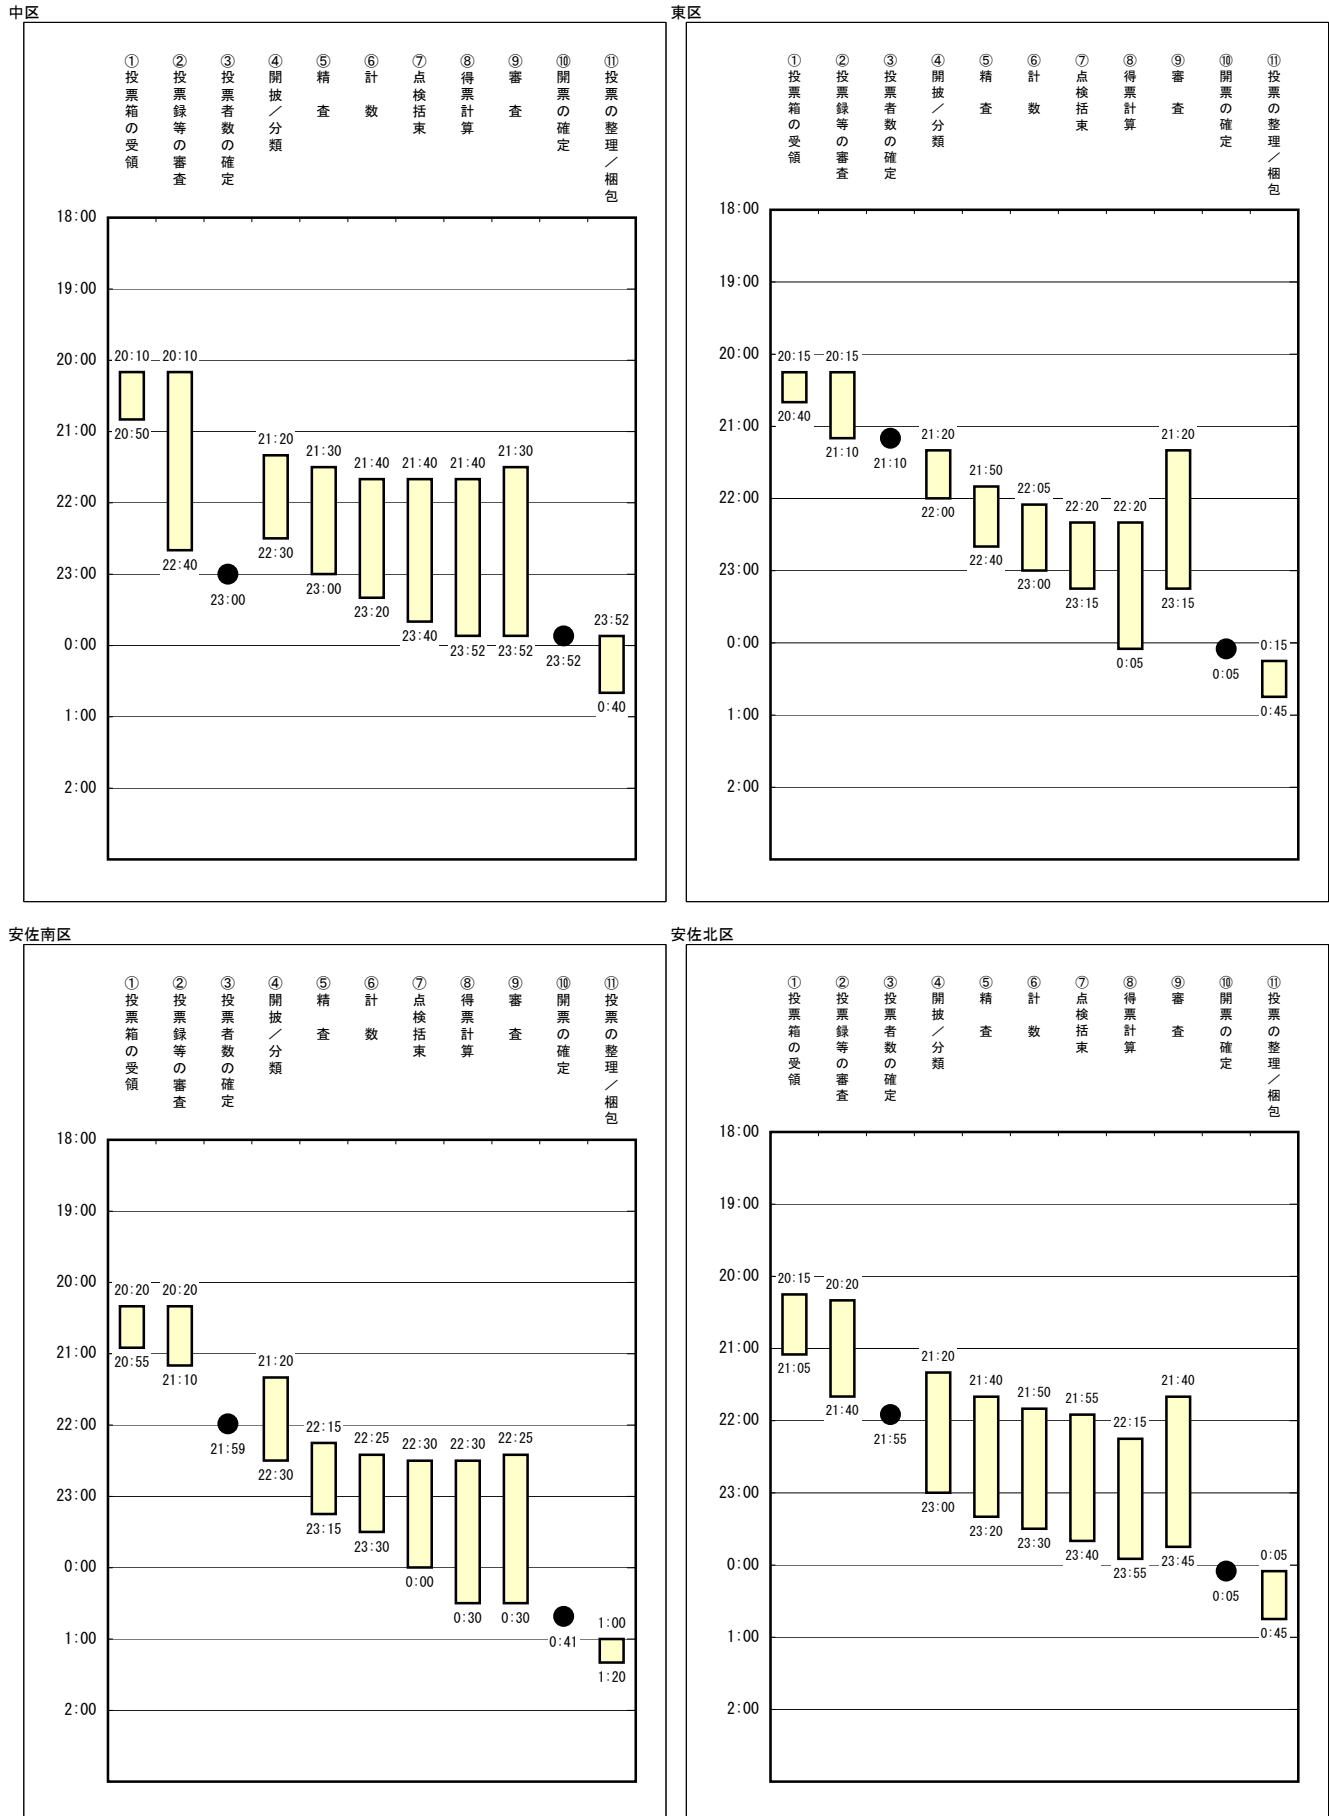 中区
①投票箱の受領
②投票録等の審査
③投票者数の確定
④開披／分類
⑤精査
⑥計数
⑦点検括束
⑧得票計算
⑨審査
⑩開票の確定
⑪投票の整理／梱包
18:00
19:00
20:00
21:00
22:00
23:00
0:00
1:00
2:00
20:10
20:50
20:10
22:40
23:00
21:20
22:30
21:30
23:00
21:40
23:20
21:40
23:40
21:40
23:52
21:30
23:52
23:52
23:52
0:40
東区
①投票箱の受領
②投票録等の審査
③投票者数の確定
④開披／分類
⑤精査
⑥計数
⑦点検括束
⑧得票計算
⑨審査
⑩開票の確定
⑪投票の整理／梱包
18:00
19:00
20:00
21:00
22:00
23:00
0:00
1:00
2:00
20:15
20:40
20:15
21:10
21:10
21:20
22:00
21:50
22:40
22:05
23:00
22:20
23:15
22:20
0:05
21:20
23:15
0:05
0:15
0:45
安佐南区
①投票箱の受領
②投票録等の審査
③投票者数の確定
④開披／分類
⑤精査
⑥計数
⑦点検括束
⑧得票計算
⑨審査
⑩開票の確定
⑪投票の整理／梱包
18:00
19:00
20:00
21:00
22:00
23:00
0:00
1:00
2:00
20:20
20:55
20:20
21:10
21:59
21:20
22:30
22:15
23:15
22:25
23:30
22:30
0:00
22:30
0:30
22:25
0:30
0:41
1:00
1:20
安佐北区
①投票箱の受領
②投票録等の審査
③投票者数の確定
④開披／分類
⑤精査
⑥計数
⑦点検括束
⑧得票計算
⑨審査
⑩開票の確定
⑪投票の整理／梱包
18:00
19:00
20:00
21:00
22:00
23:00
0:00
1:00
2:00
20:15
21:05
20:20
21:40
21:55
21:20
23:00
21:40
23:20
21:50
23:30
21:55
23:40
22:15
23:55
21:40
23:45
0:05
0:05
0:45